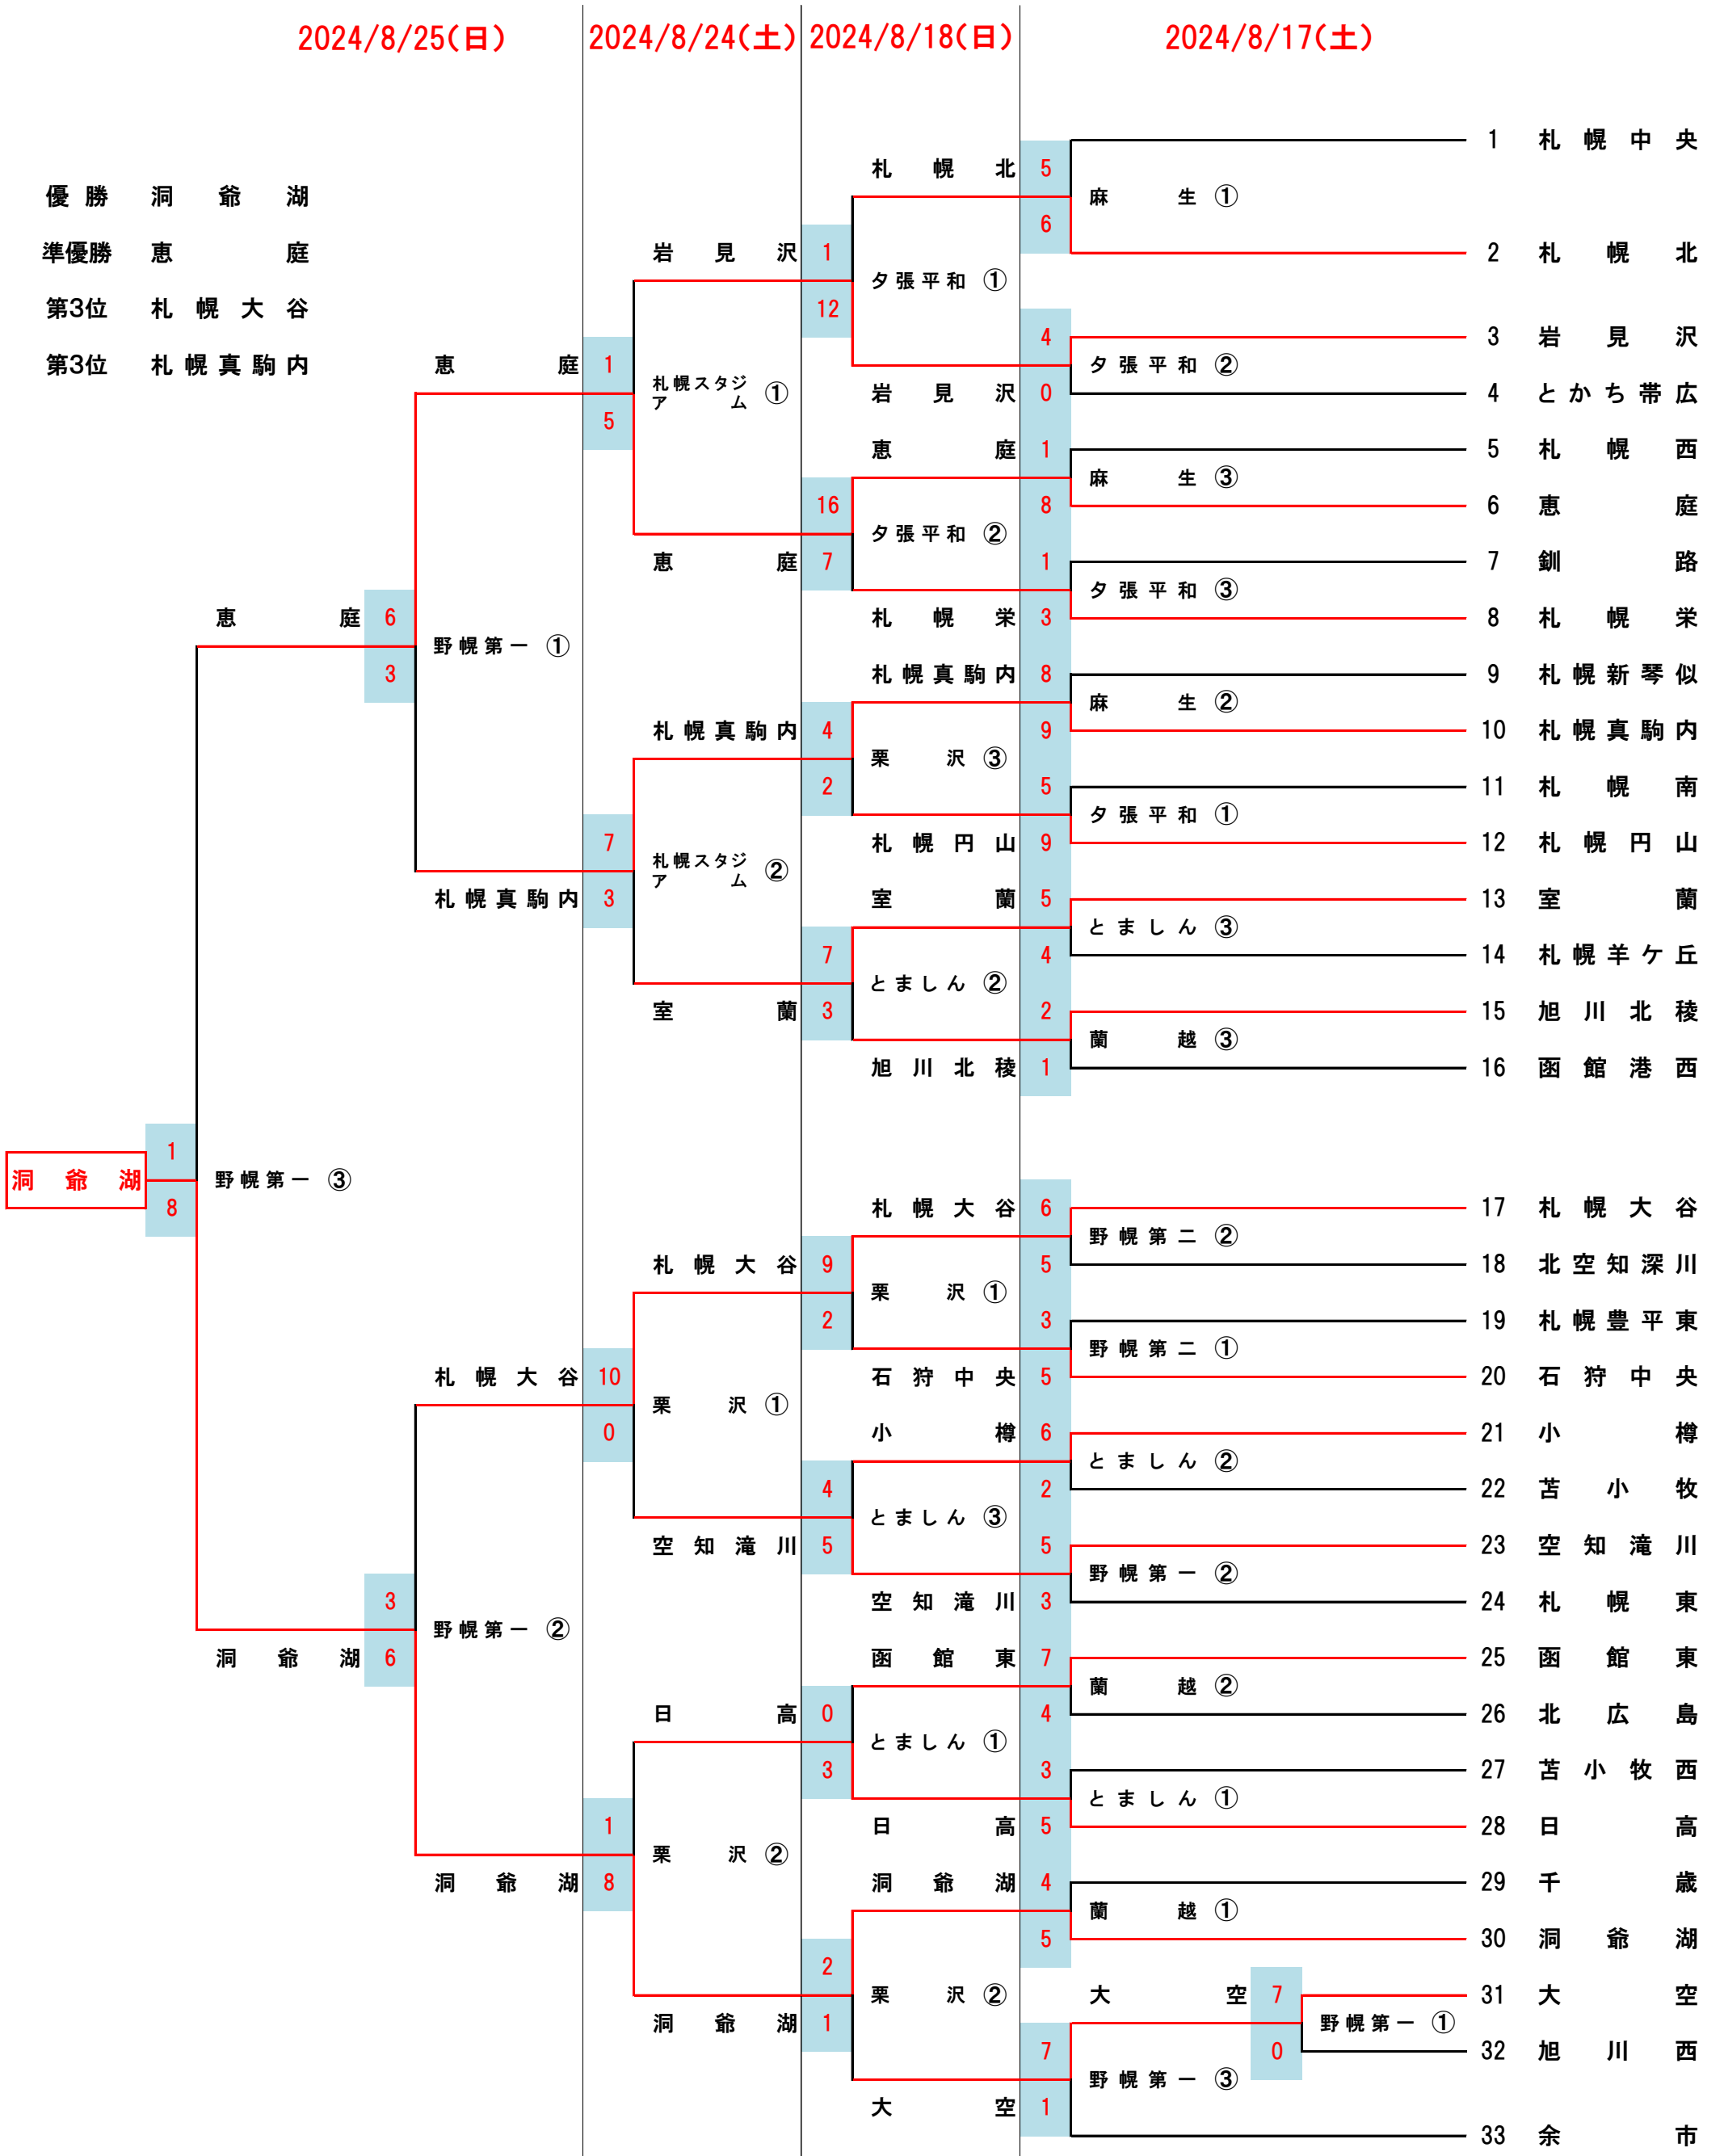 2024/8/25(日) 2024/8/24(土) 2024/8/18(日) 2024/8/17(土)
1 札幌中央
札幌北 5
麻生 ①
優勝 洞爺湖
6
岩見沢 1
準優勝 恵庭
2 札幌北
夕張平和 ①
第3位 札幌大谷
12
4
3 岩見沢
第3位 札幌真駒内
恵庭 1
夕張平和 ②
札幌スタジアム ①
岩見沢 0
4 とかち帯広
5
恵庭 1
5 札幌西
麻生 ③
16
8
6 恵庭
夕張平和 ②
恵庭 7
1
7 釧路
夕張平和 ③
恵庭 6
札幌栄 3
8 札幌栄
野幌第一 ①
3
札幌真駒内 8
9 札幌新琴似
麻生 ②
札幌真駒内 4
9
10 札幌真駒内
栗沢 ③
2
5
11 札幌南
夕張平和 ①
7
札幌円山 9
12 札幌円山
札幌スタジアム ②
札幌真駒内 3
室蘭 5
13 室蘭
とましん ③
7
4
14 札幌羊ケ丘
とましん ②
室蘭 3
2
15 旭川北稜
蘭越 ③
旭川北稜 1
16 函館港西
1
洞爺湖
野幌第一 ③
8
札幌大谷 6
17 札幌大谷
野幌第二 ②
札幌大谷 9
5
18 北空知深川
栗沢 ①
2
3
19 札幌豊平東
野幌第二 ①
札幌大谷 10
石狩中央 5
20 石狩中央
栗沢 ①
0
小樽 6
21 小樽
とましん ②
4
2
22 苫小牧
とましん ③
空知滝川 5
5
23 空知滝川
野幌第一 ②
3
空知滝川 3
24 札幌東
野幌第一 ②
洞爺湖 6
函館東 7
25 函館東
蘭越 ②
日高 0
4
26 北広島
とましん ①
3
3
27 苫小牧西
とましん ①
1
日高 5
28 日高
栗沢 ②
洞爺湖 8
洞爺湖 4
29 千歳
蘭越 ①
5
30 洞爺湖
2
栗沢 ②
大空 7
31 大空
野幌第一 ①
洞爺湖 1
7
0
32 旭川西
野幌第一 ③
大空 1
33 余市